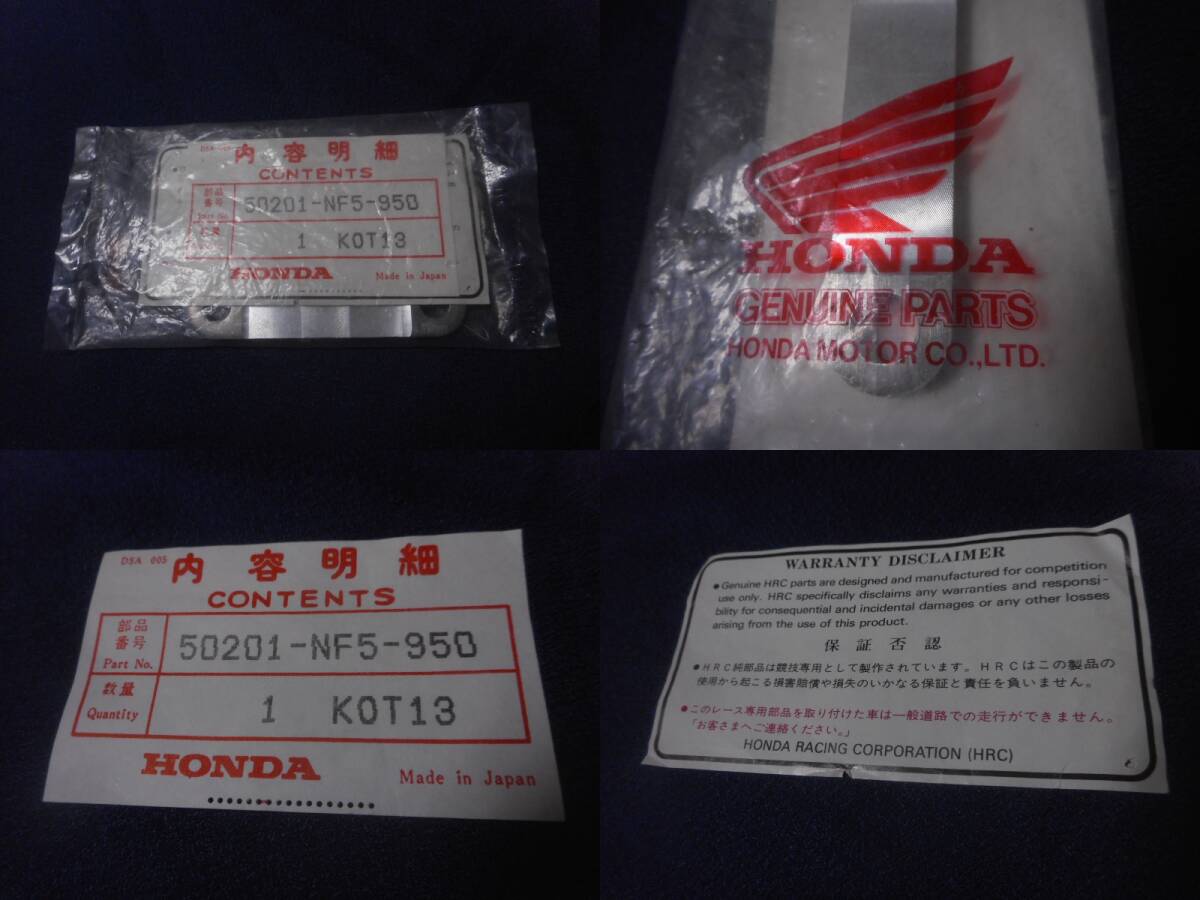 内容明細
CONTENTS
部品
番号
Part No.
50201-NF5-950
1 K0T13
HONDA
Made in Japan
HONDA
GENUINE PARTS
HONDA MOTOR CO.,LTD.
DSA 005
内容明細
CONTENTS
部品
番号
Part No.
50201-NF5-950
数量
Quantity
1 K0T13
HONDA
Made in Japan
WARRANTY DISCLAIMER
●Genuine HRC parts are designed and manufactured for competition
use only. HRC specifically disclaims any warranties and responsi-
bility for consequential and incidental damages or any other losses
arising from the use of this product.
保証否認
●HRC純部品は競技専用として製作されています。HRCはこの製品の
使用から起こる損害賠償や損失のいかなる保証と責任を負いません。
●このレース専用部品を取り付けた車は一般道路での走行ができません。
「お客さまへご連絡ください。」
HONDA RACING CORPORATION (HRC)